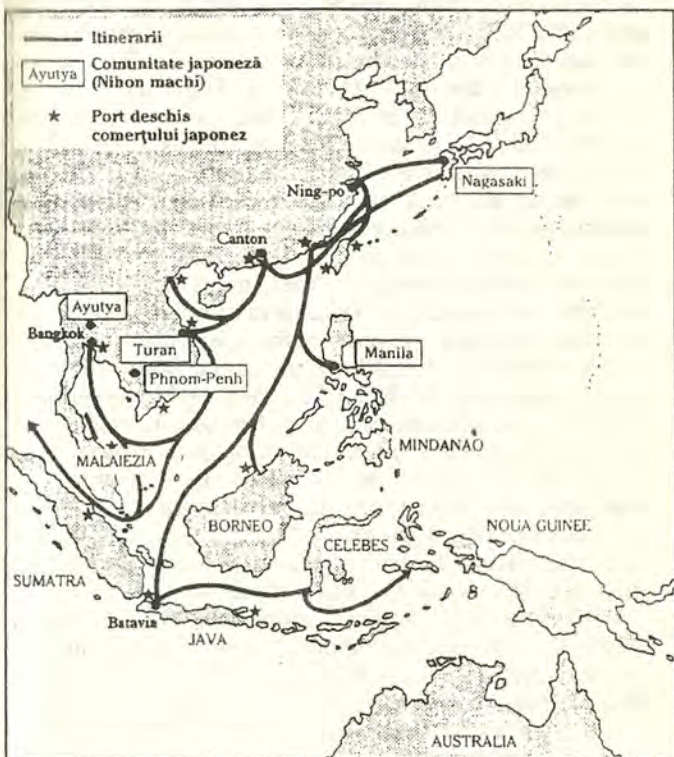 Itinerarii
Ayutya
Comunitate japoneză
(Nihon machi)
Port deschis
comerţului japonez
Ning-po
Nagasaki
Canton
Ayutya
Bangkok
Turan
Manila
Phnom-Penh
MINDANAO
MALAIEZIA
BORNEO
NOUA GUINEE
CELEBES
SUMATRA
Batavia
JAVA
AUSTRALIA